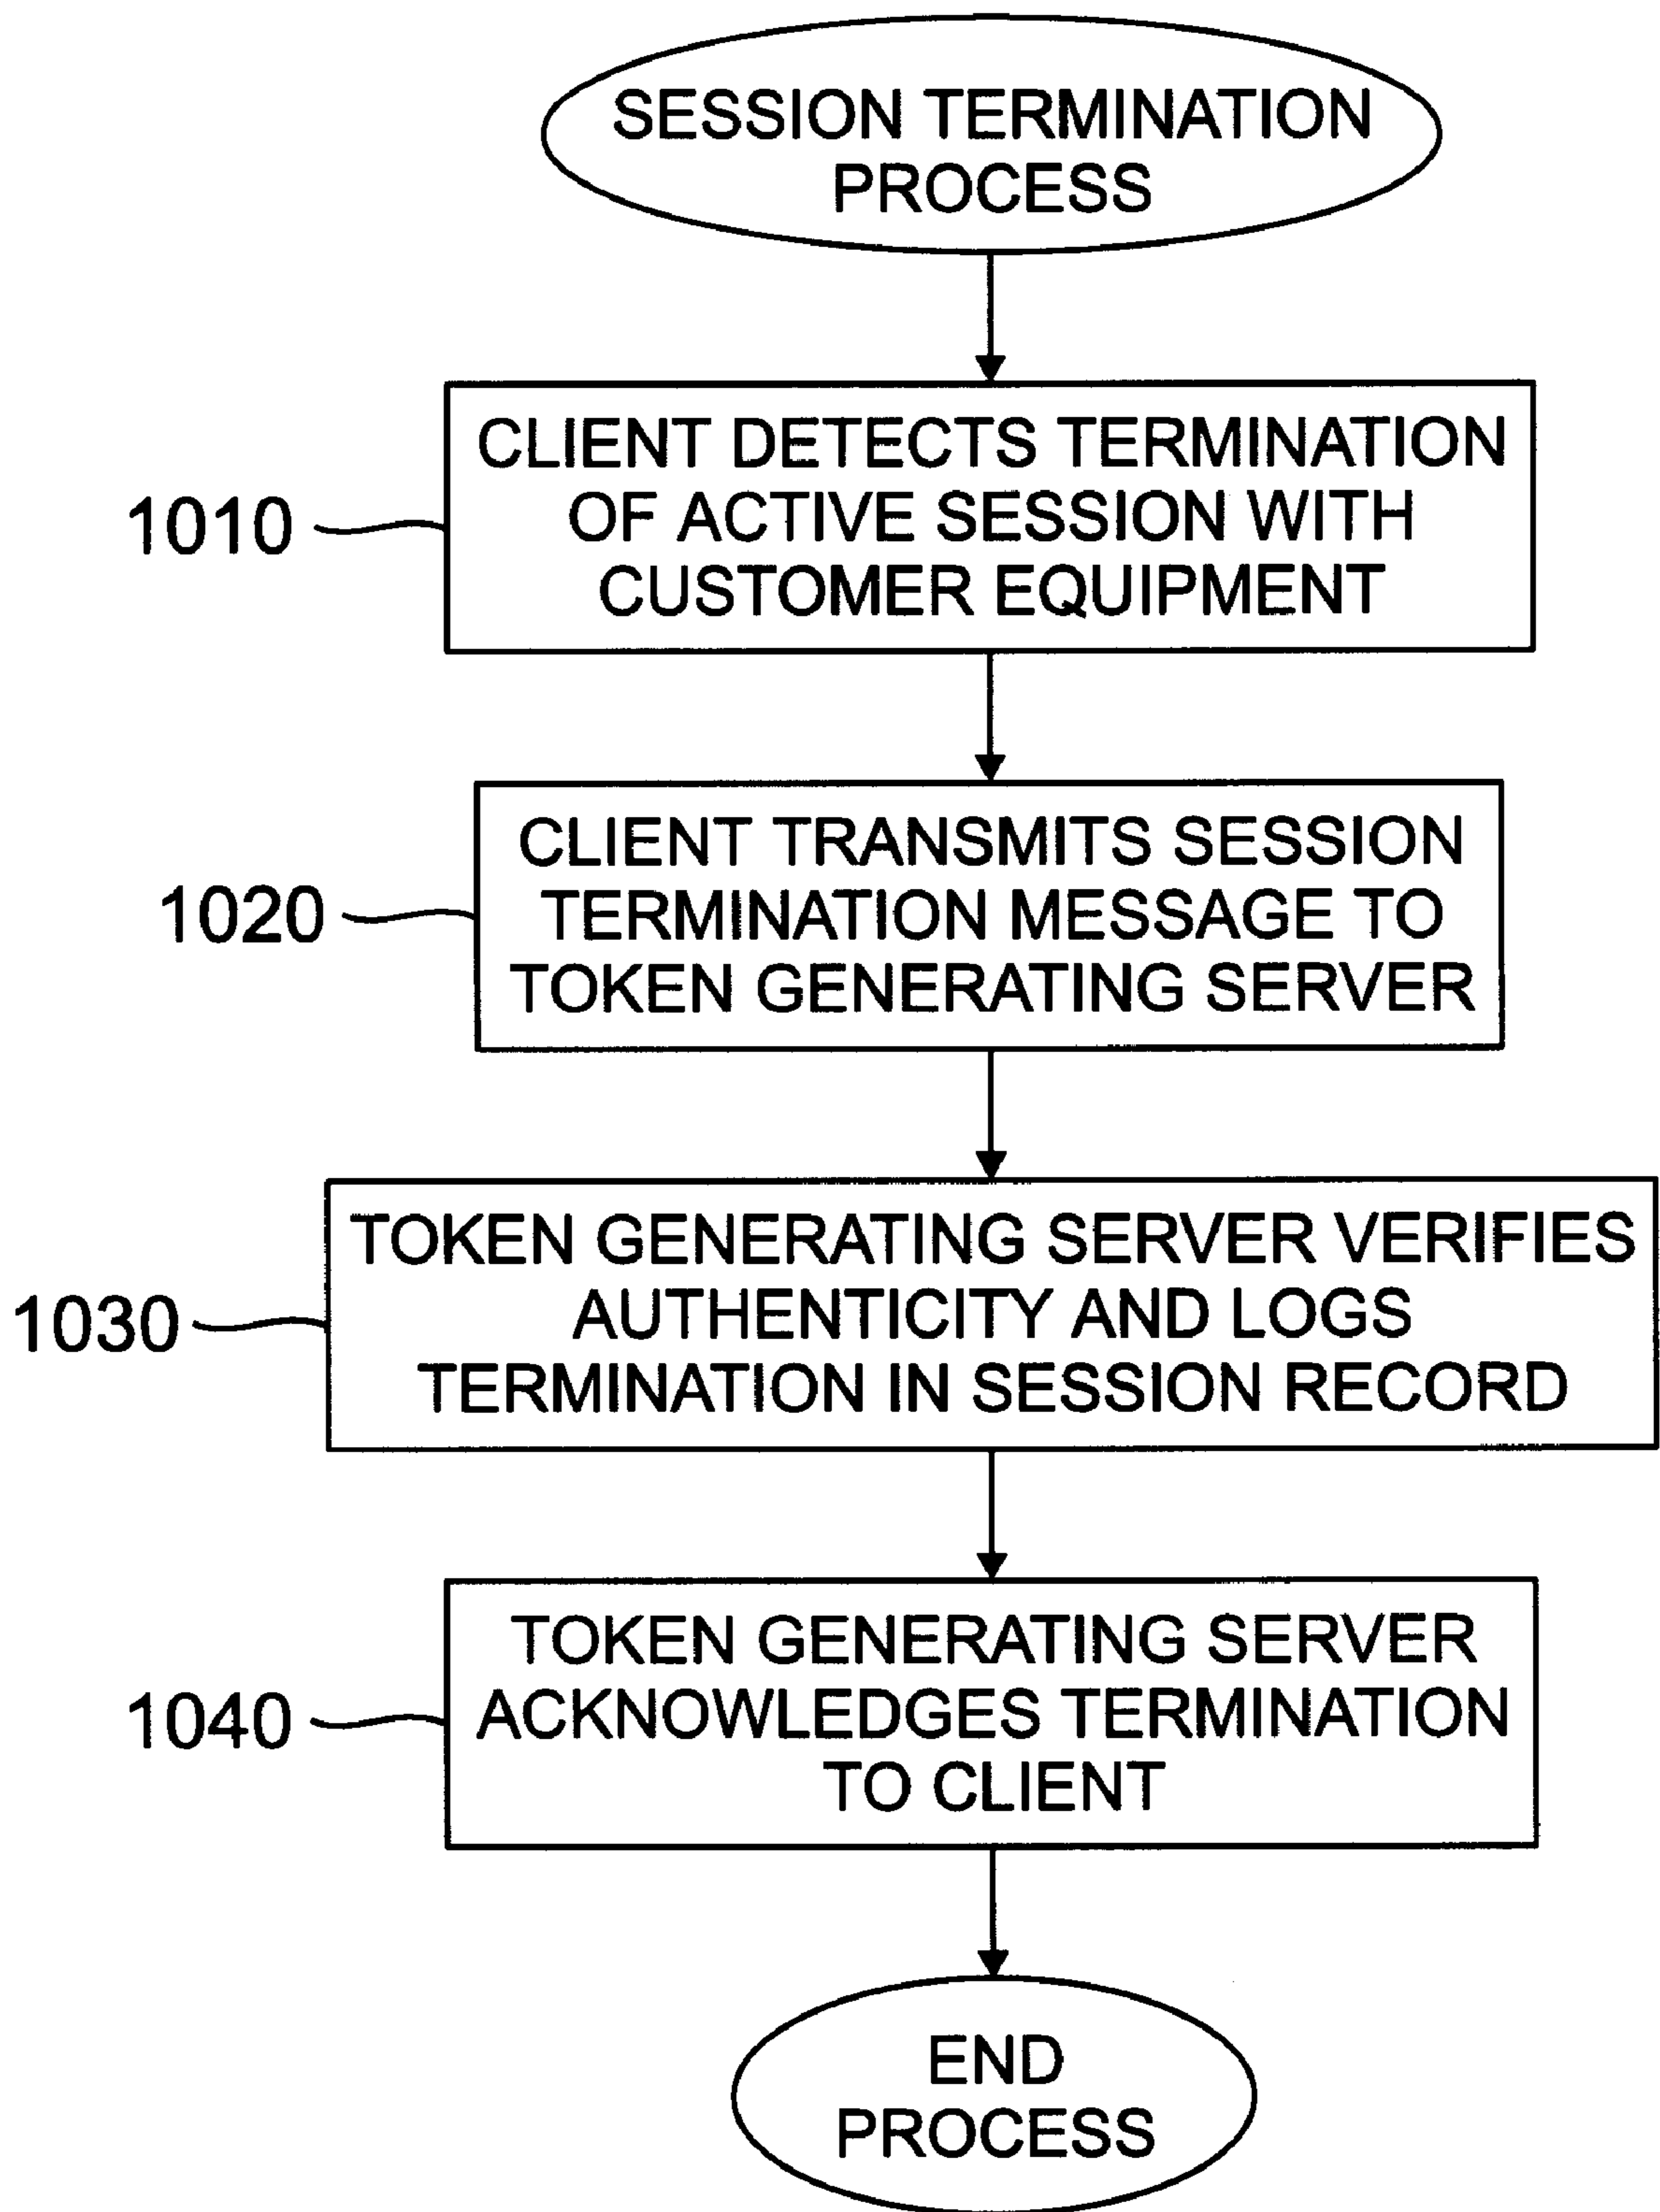 SESSION TERMINATION
PROCESS
CLIENT DETECTS TERMINATION
OF ACTIVE SESSION WITH
CUSTOMER EQUIPMENT
1010
CLIENT TRANSMITS SESSION
TERMINATION MESSAGE TO
TOKEN GENERATING SERVER
1020
TOKEN GENERATING SERVER VERIFIES
AUTHENTICITY AND LOGS
TERMINATION IN SESSION RECORD
1030
TOKEN GENERATING SERVER
ACKNOWLEDGES TERMINATION
TO CLIENT
1040
END
PROCESS